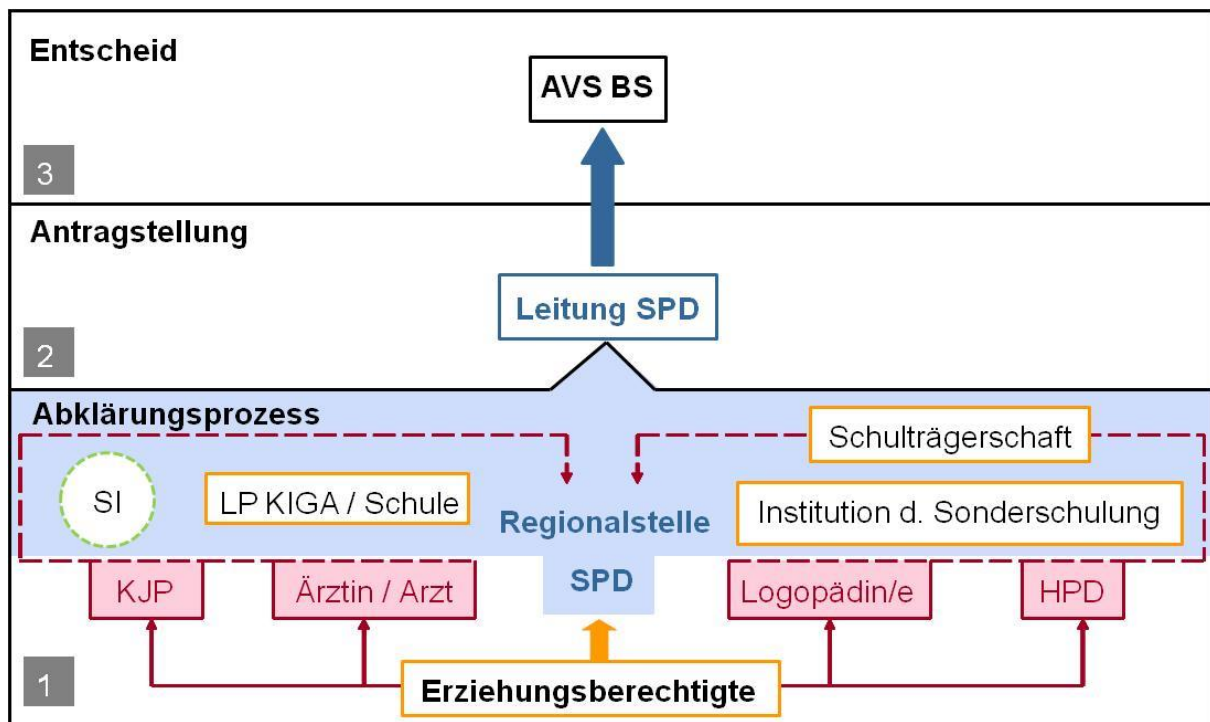 Entscheid
AVS BS
3
Antragstellung
Leitung SPD
2
Abklärungsprozess
Schulträgerschaft
SI
LP KIGA / Schule
Regionalstelle
Institution d. Sonderschulung
SPD
KJP
Ärztin / Arzt
Logopädin/e
HPD
1
Erziehungsberechtigte